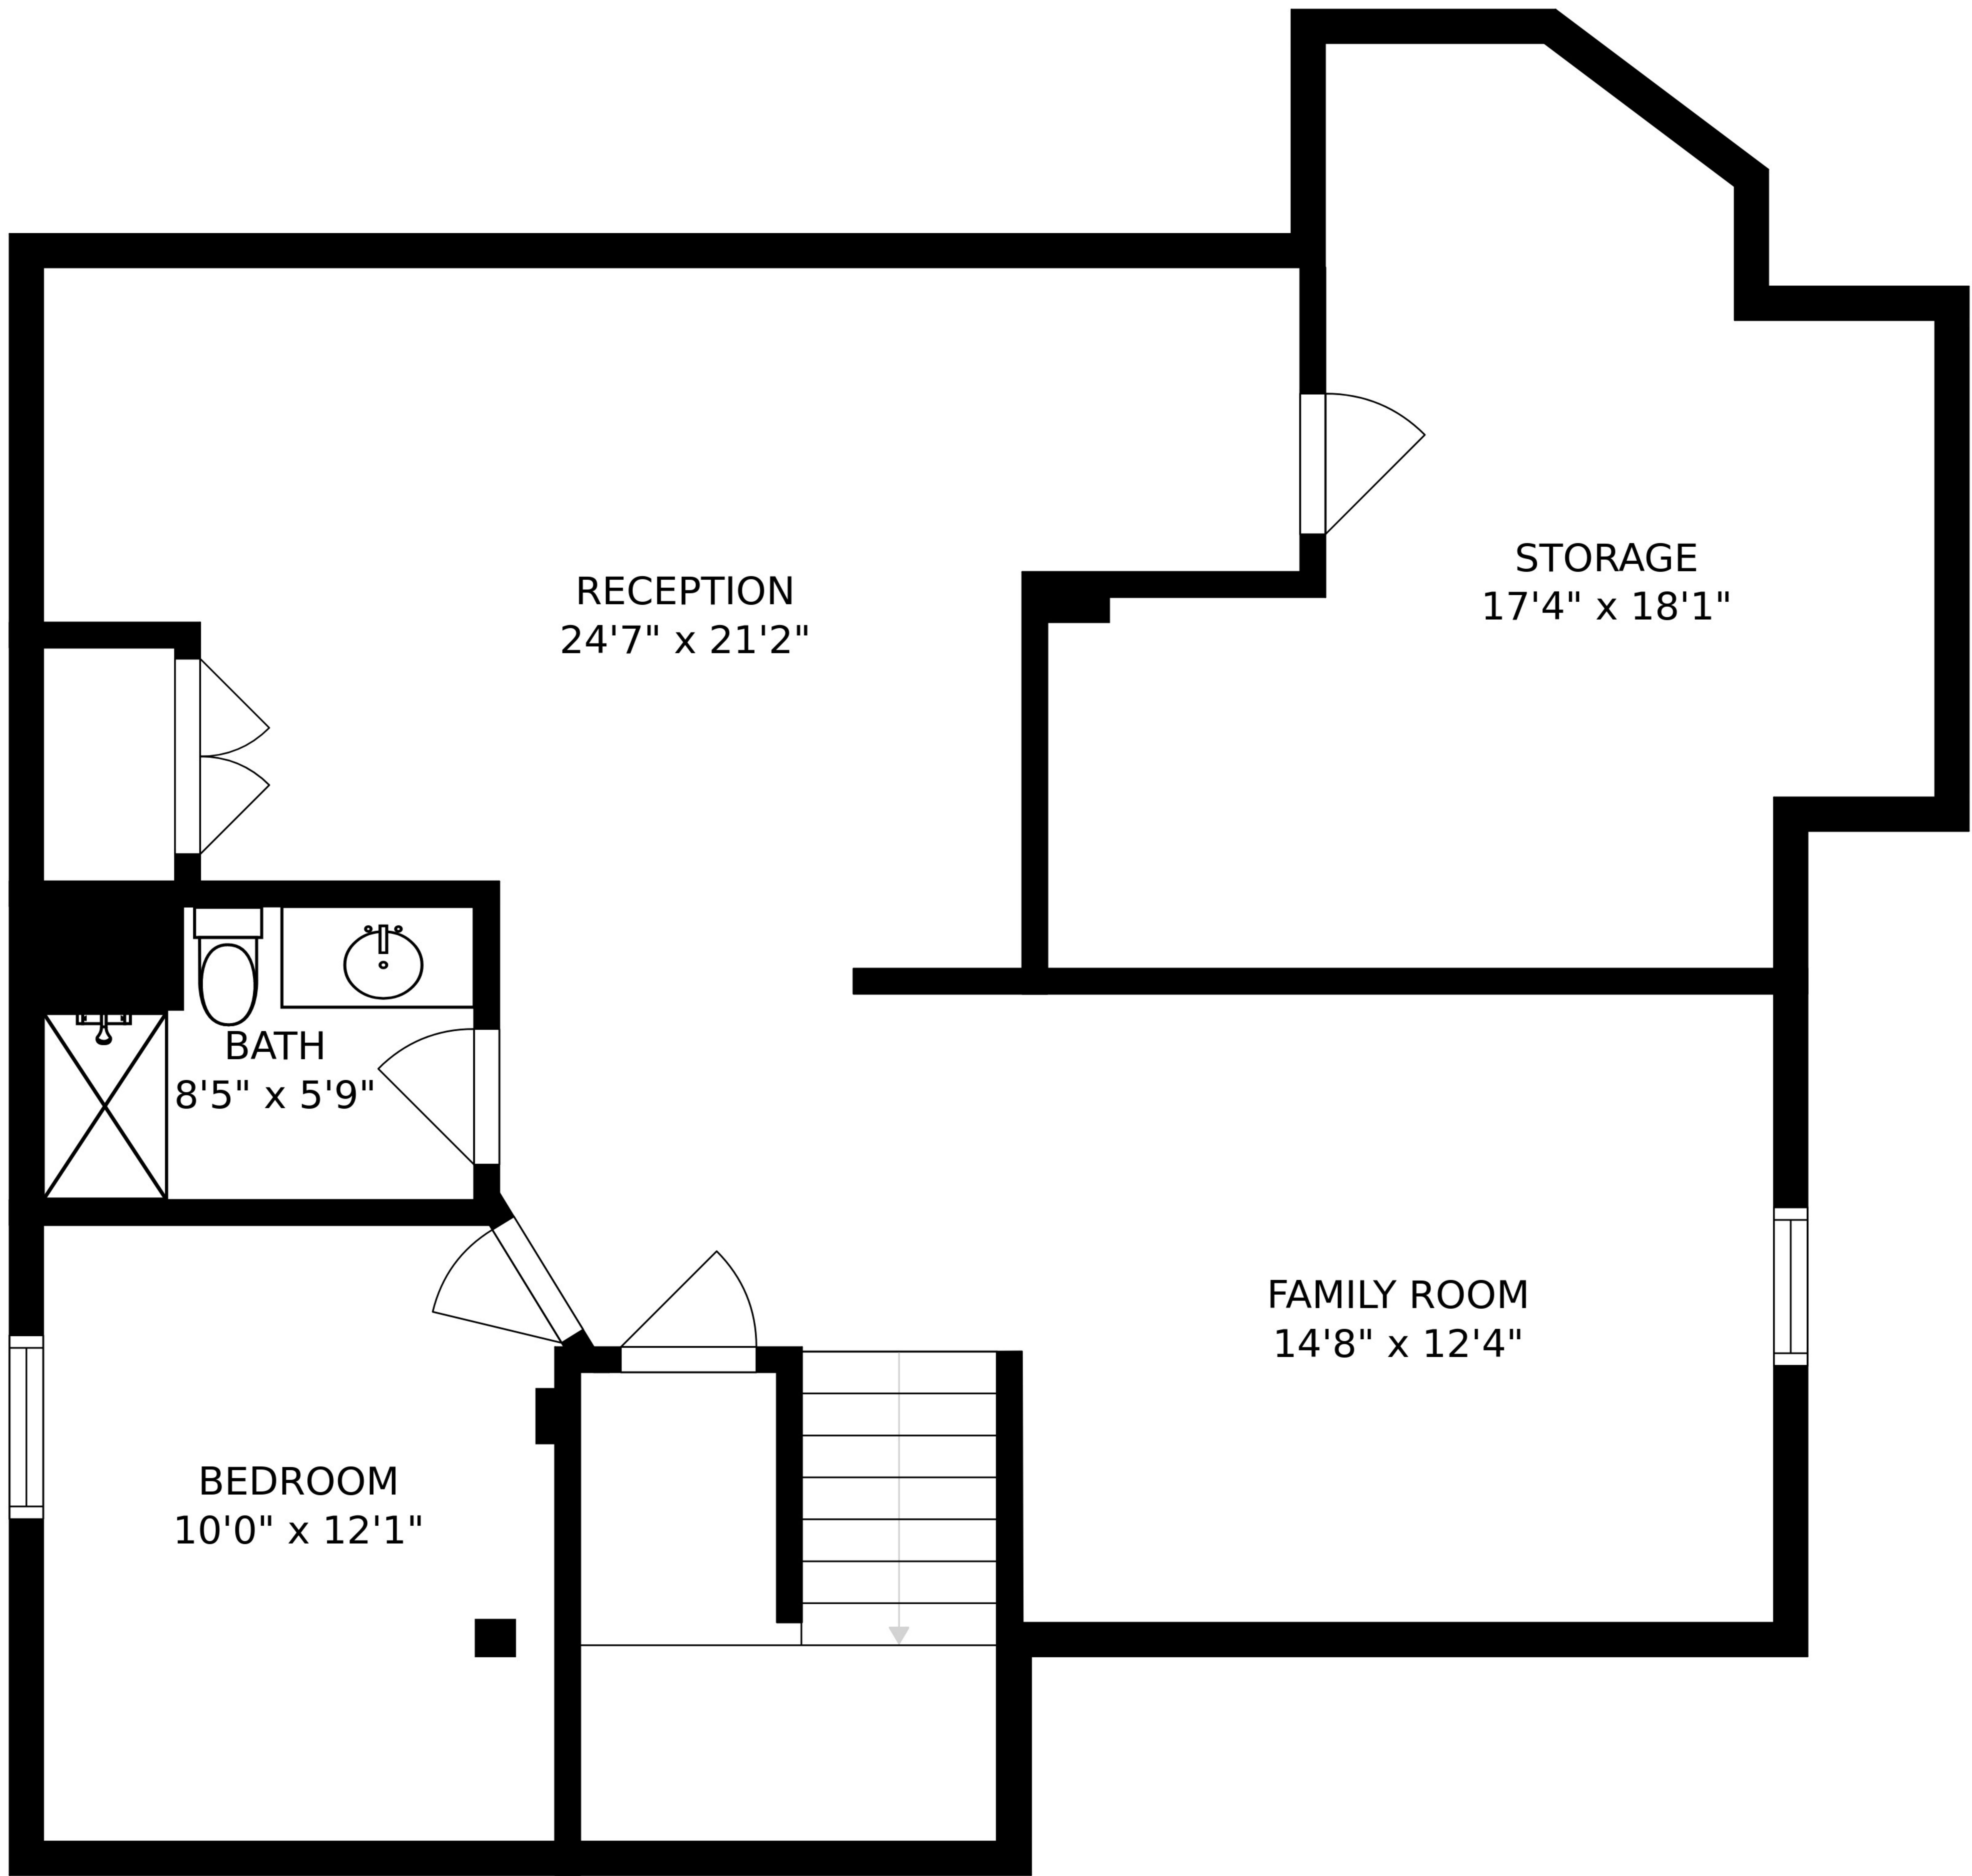 RECEPTION
24'7" x 21'2"
STORAGE
17'4" x 18'1"
BATH
8'5" x 5'9"
FAMILY ROOM
14'8" x 12'4"
BEDROOM
10'0" x 12'1"